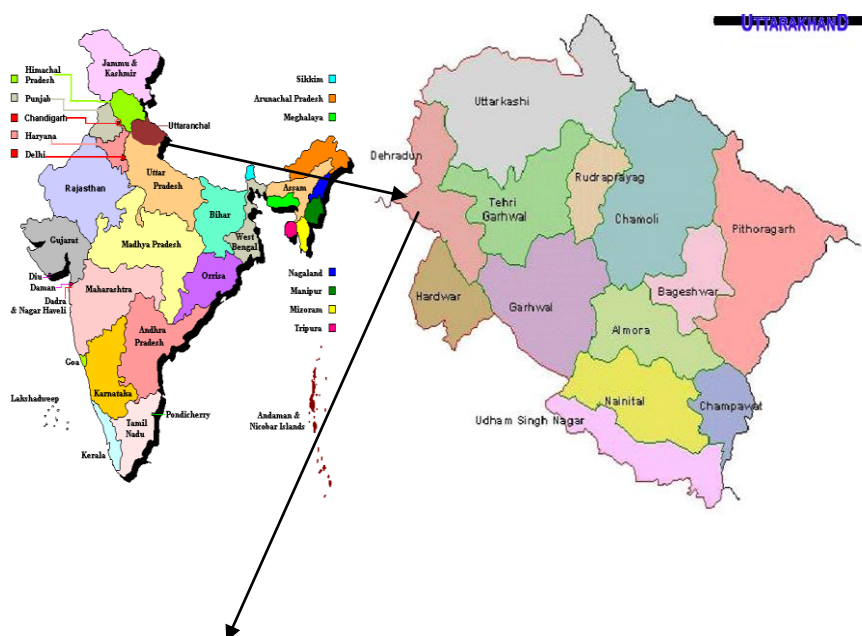 UTTARAKHAND
Jammu &
Kashmir
Himachal
Pradesh
Punjab
Chandigarh
Haryana
Delhi
Uttaranchal
Sikkim
Arunachal Pradesh
Meghalaya
Rajasthan
Uttar
Pradesh
Bihar
Assam
Gujarat
Madhya Pradesh
West
Bengal
Diu
Daman
Dadra
& Nagar Haveli
Maharashtra
Orrisa
Nagaland
Manipur
Mizoram
Tripura
Andhra
Pradesh
Goa
Karnataka
Lakshadweep
Pondicherry
Tamil
Nadu
Kerala
Andaman &
Nicobar Islands
Uttarkashi
Dehradun
Tehri
Garhwal
Rudraprayag
Chamoli
Pithoragarh
Hardwar
Garhwal
Bageshwar
Almora
Nainital
Champawat
Udham Singh Nagar